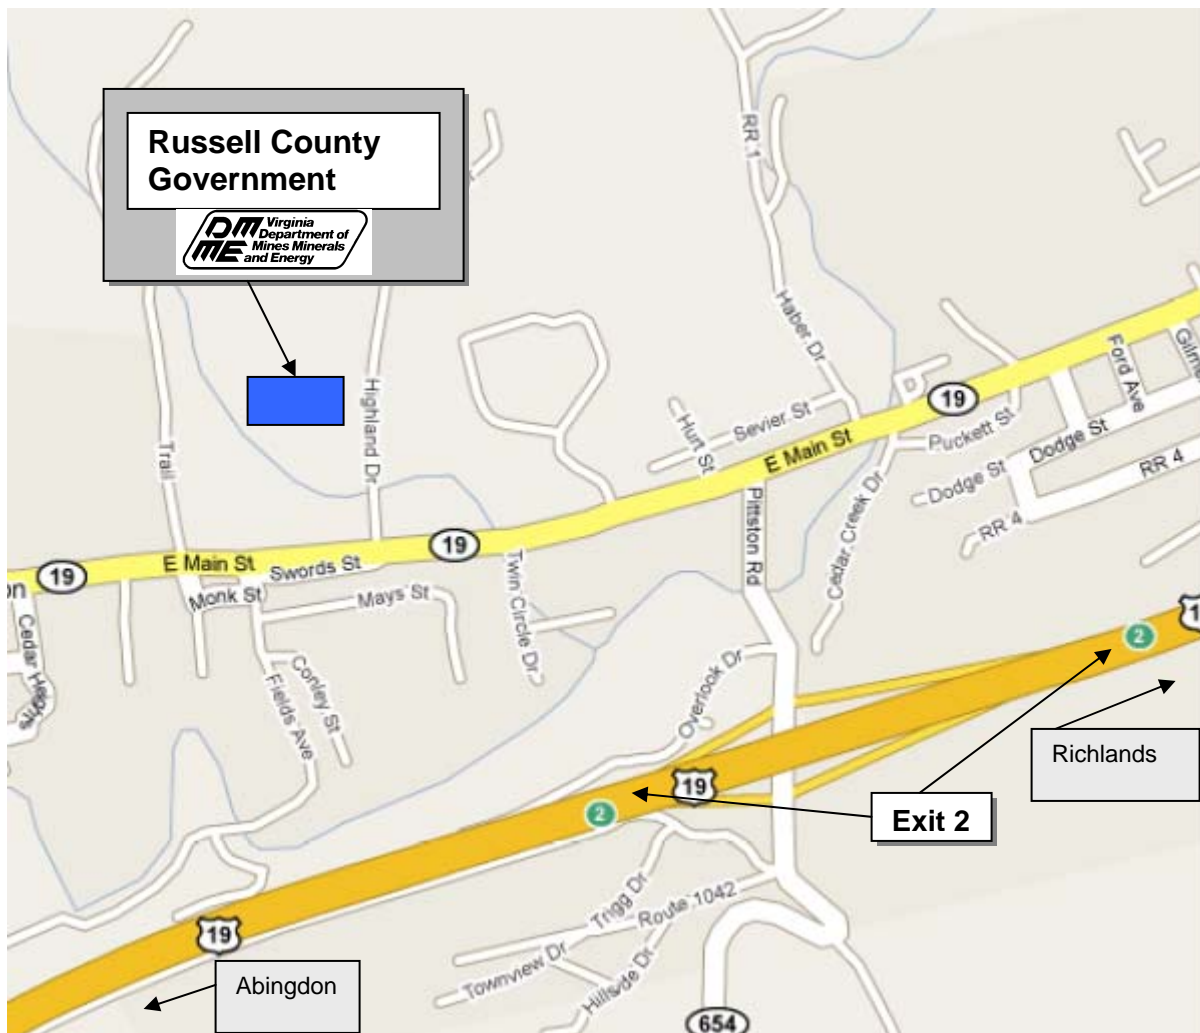 Russell County
Government
DM
ME
Virginia
Department of
Mines Minerals
and Energy
RR 1
Haber Dr
Highland Dr
Trail
Hurt St
Sevier St
E Main St
19
Puckett St
Ford Ave
Dodge St
Dodge St
RR 4
RR 4
Pittston Rd
Cedar Creek Dr
19
E Main St
19
Swords St
Monk St
Mays St
Twin Circle Dr
Cedar Heights
Conley St
Fields Ave
Overlook Dr
2
Richlands
19
2
Exit 2
Trigg Dr
Route 1042
Townview Dr
Hillside Dr
19
Abingdon
654